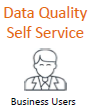 Data Quality
Self Service
Business Users